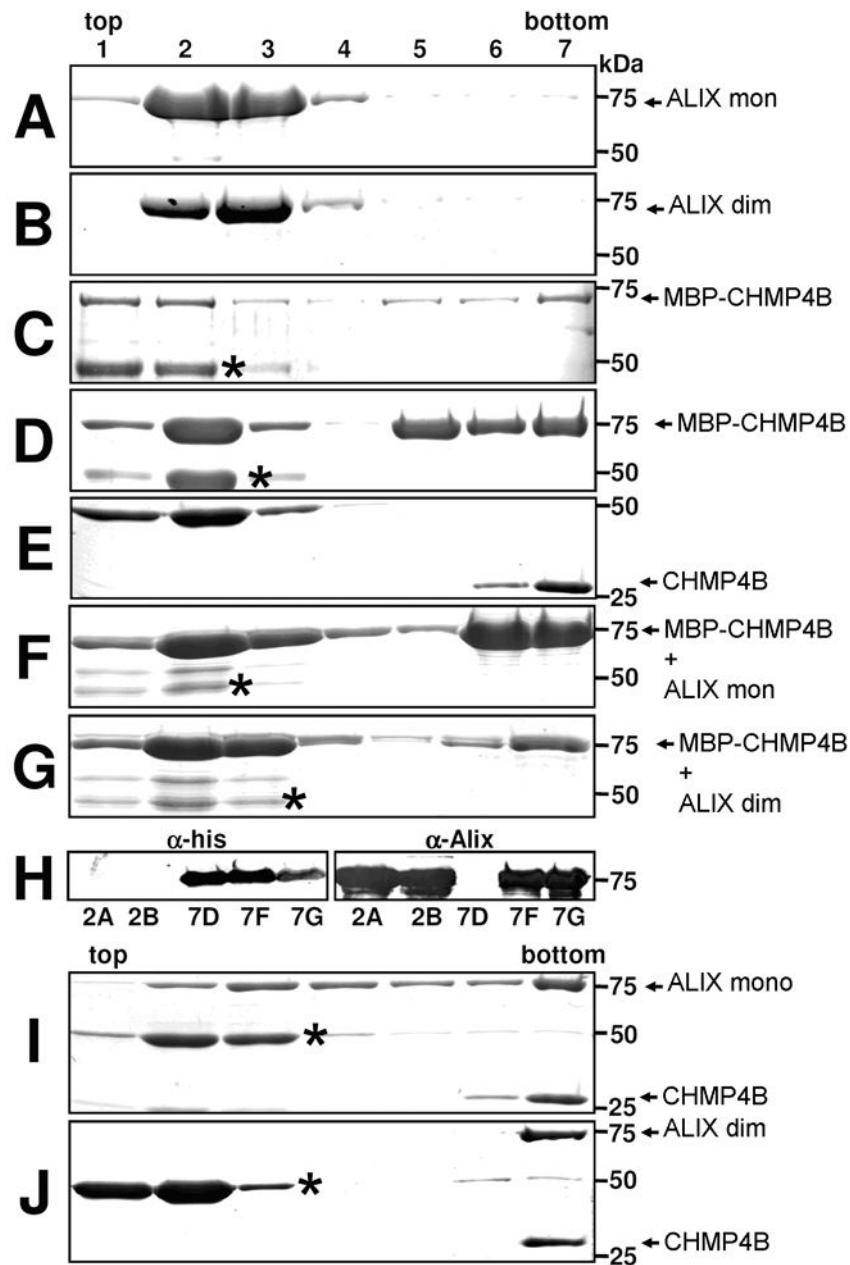 top bottom
1 2 3 4 5 6 7
kDa
A 75 ALIX mon
50
B 75 ALIX dim
50
C 75 MBP-CHMP4B
50 *
D 75 MBP-CHMP4B
50 *
E 50
CHMP4B
25
F 75 MBP-CHMP4B
+
50 *
ALIX mon
G 75 MBP-CHMP4B
+
50 *
ALIX dim
α-his α-Alix
H 75
2A 2B 7D 7F 7G 2A 2B 7D 7F 7G
top bottom
I 75 ALIX mono
50 *
CHMP4B
25
J 75 ALIX dim
50 *
CHMP4B
25